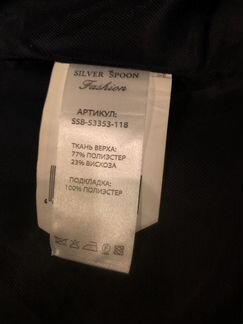 SILVER SPOON
Fashion
АРТИКУЛ:
SSB-53353-118
ТКАНЬ ВЕРХА:
77% ПОЛИЭСТЕР
23% ВИСКОЗА
ПОДКЛАДКА:
100% ПОЛИЭСТЕР